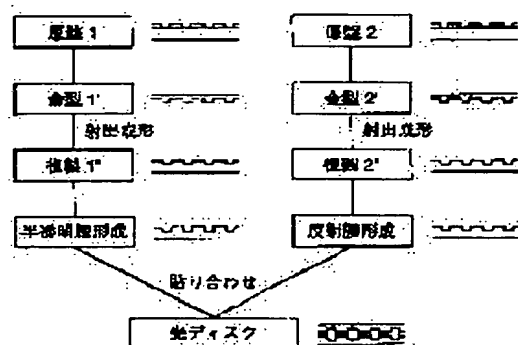 原盤 1
原盤 2
金型 1'
金型 2'
射出成形
射出成形
複製 1"
複製 2"
半透明膜形成
反射膜形成
貼り合わせ
光ディスク